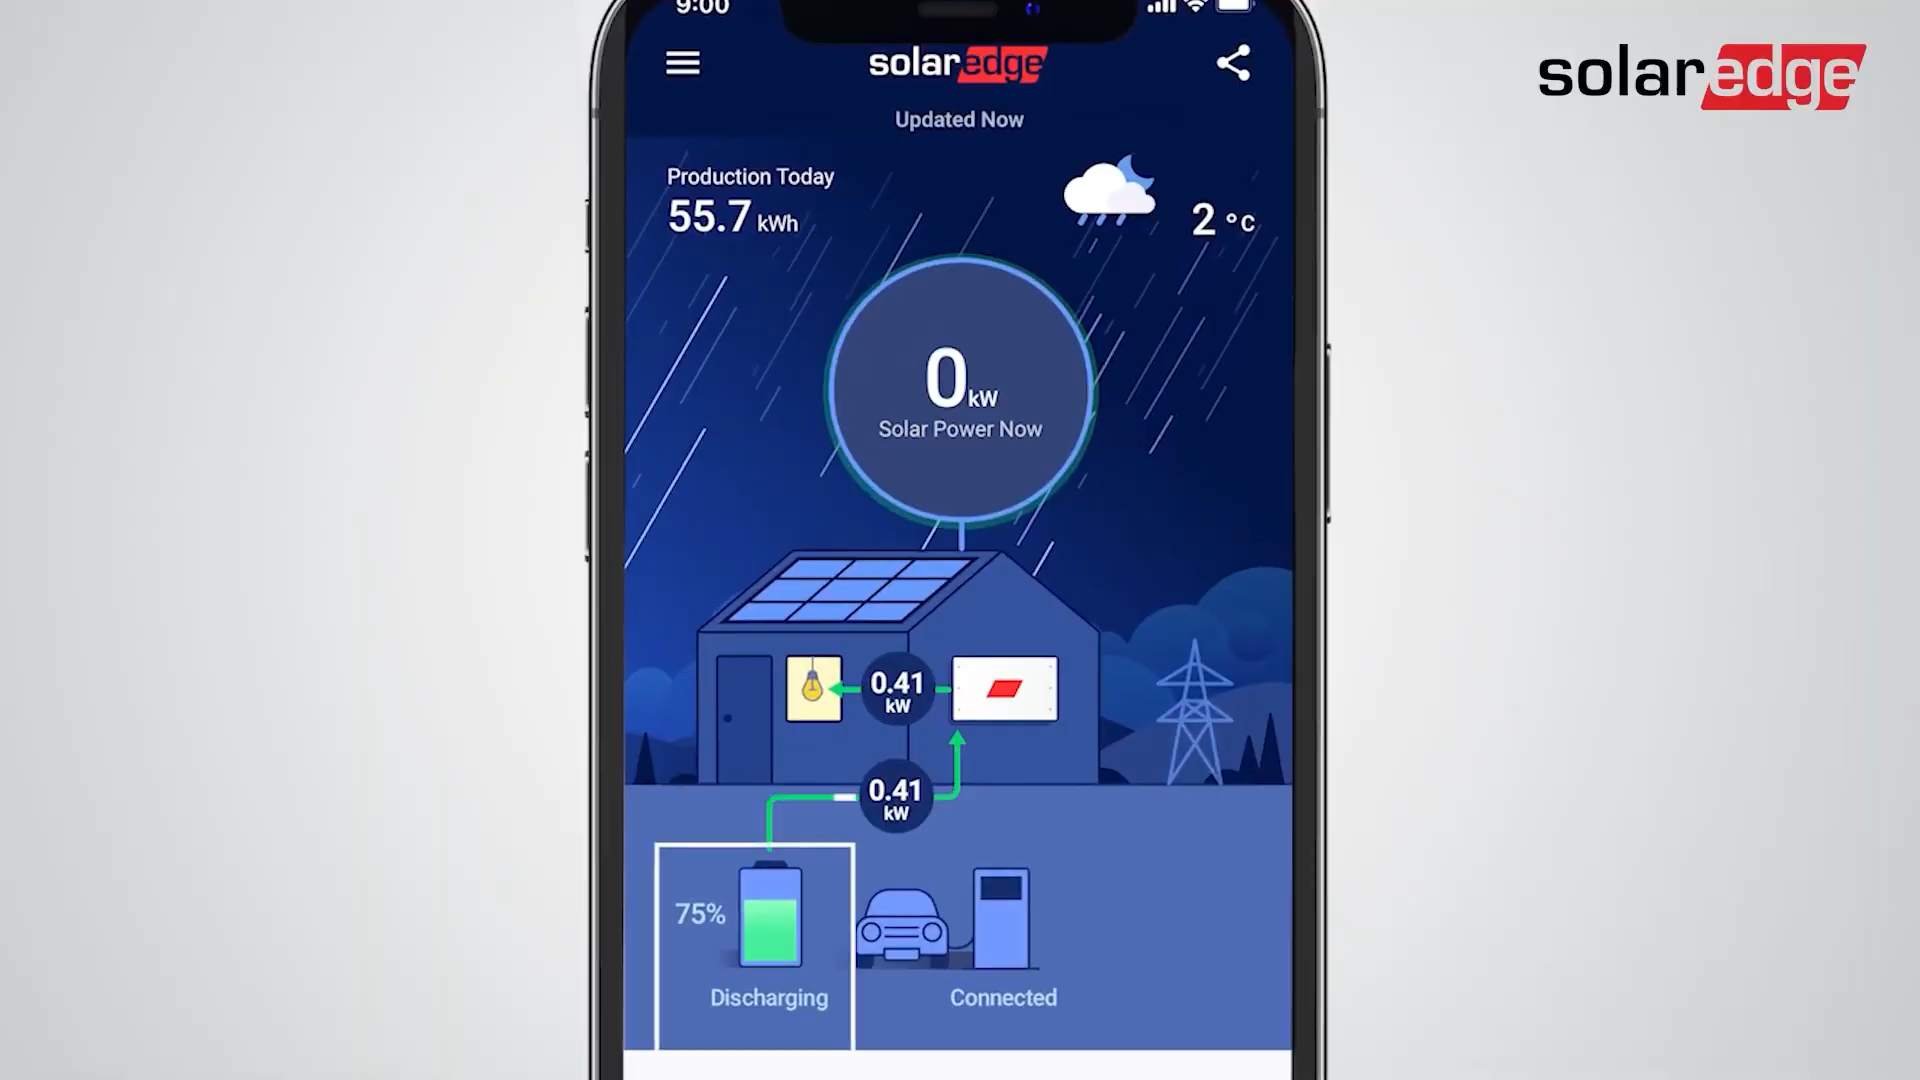 9:00
solaredge
solaredge
Updated Now
Production Today
55.7 kWh
2 °C
0 kW
Solar Power Now
0.41
kW
0.41
kW
75%
Discharging
Connected